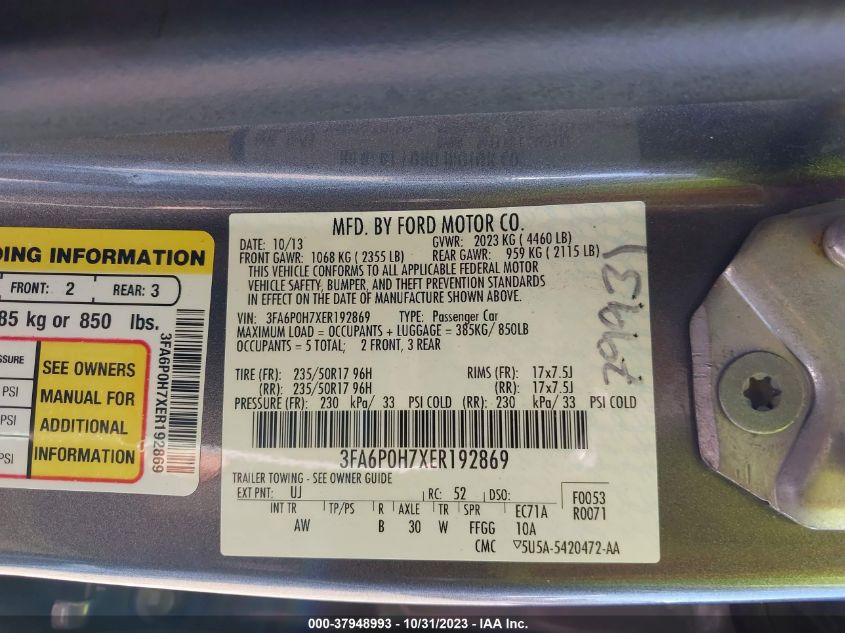 MFD. BY FORD MOTOR CO.
DATE: 10/13 GVWR: 2023 KG ( 4460 LB)
FRONT GAWR: 1068 KG ( 2355 LB) REAR GAWR: 959 KG ( 2115 LB)
THIS VEHICLE CONFORMS TO ALL APPLICABLE FEDERAL MOTOR
VEHICLE SAFETY, BUMPER, AND THEFT PREVENTION STANDARDS
IN EFFECT ON THE DATE OF MANUFACTURE SHOWN ABOVE.
VIN: 3FA6P0H7XER192869 TYPE: Passenger Car
MAXIMUM LOAD = OCCUPANTS + LUGGAGE = 385KG/ 850LB
OCCUPANTS = 5 TOTAL; 2 FRONT, 3 REAR
TIRE (FR): 235/50R17 96H RIMS (FR): 17x7.5J
(RR): 235/50R17 96H (RR): 17x7.5J
PRESSURE (FR): 230 kPa/ 33 PSI COLD (RR): 230 kPa/ 33 PSI COLD
3FA6P0H7XER192869
TRAILER TOWING - SEE OWNER GUIDE
EXT PNT: UJ RC: 52 DSO: F0053
INT TR TP/PS R AXLE TR SPR EC71A R0071
AW B 30 W FFGG 10A
CMC ▽5U5A-5420472-AA
DING INFORMATION
FRONT: 2 REAR: 3
85 kg or 850 lbs.
SSURE
PSI
PSI
PSI
SEE OWNERS
MANUAL FOR
ADDITIONAL
INFORMATION
3FA6P0H7XER192869
000-37948993 - 10/31/2023 - IAA Inc.